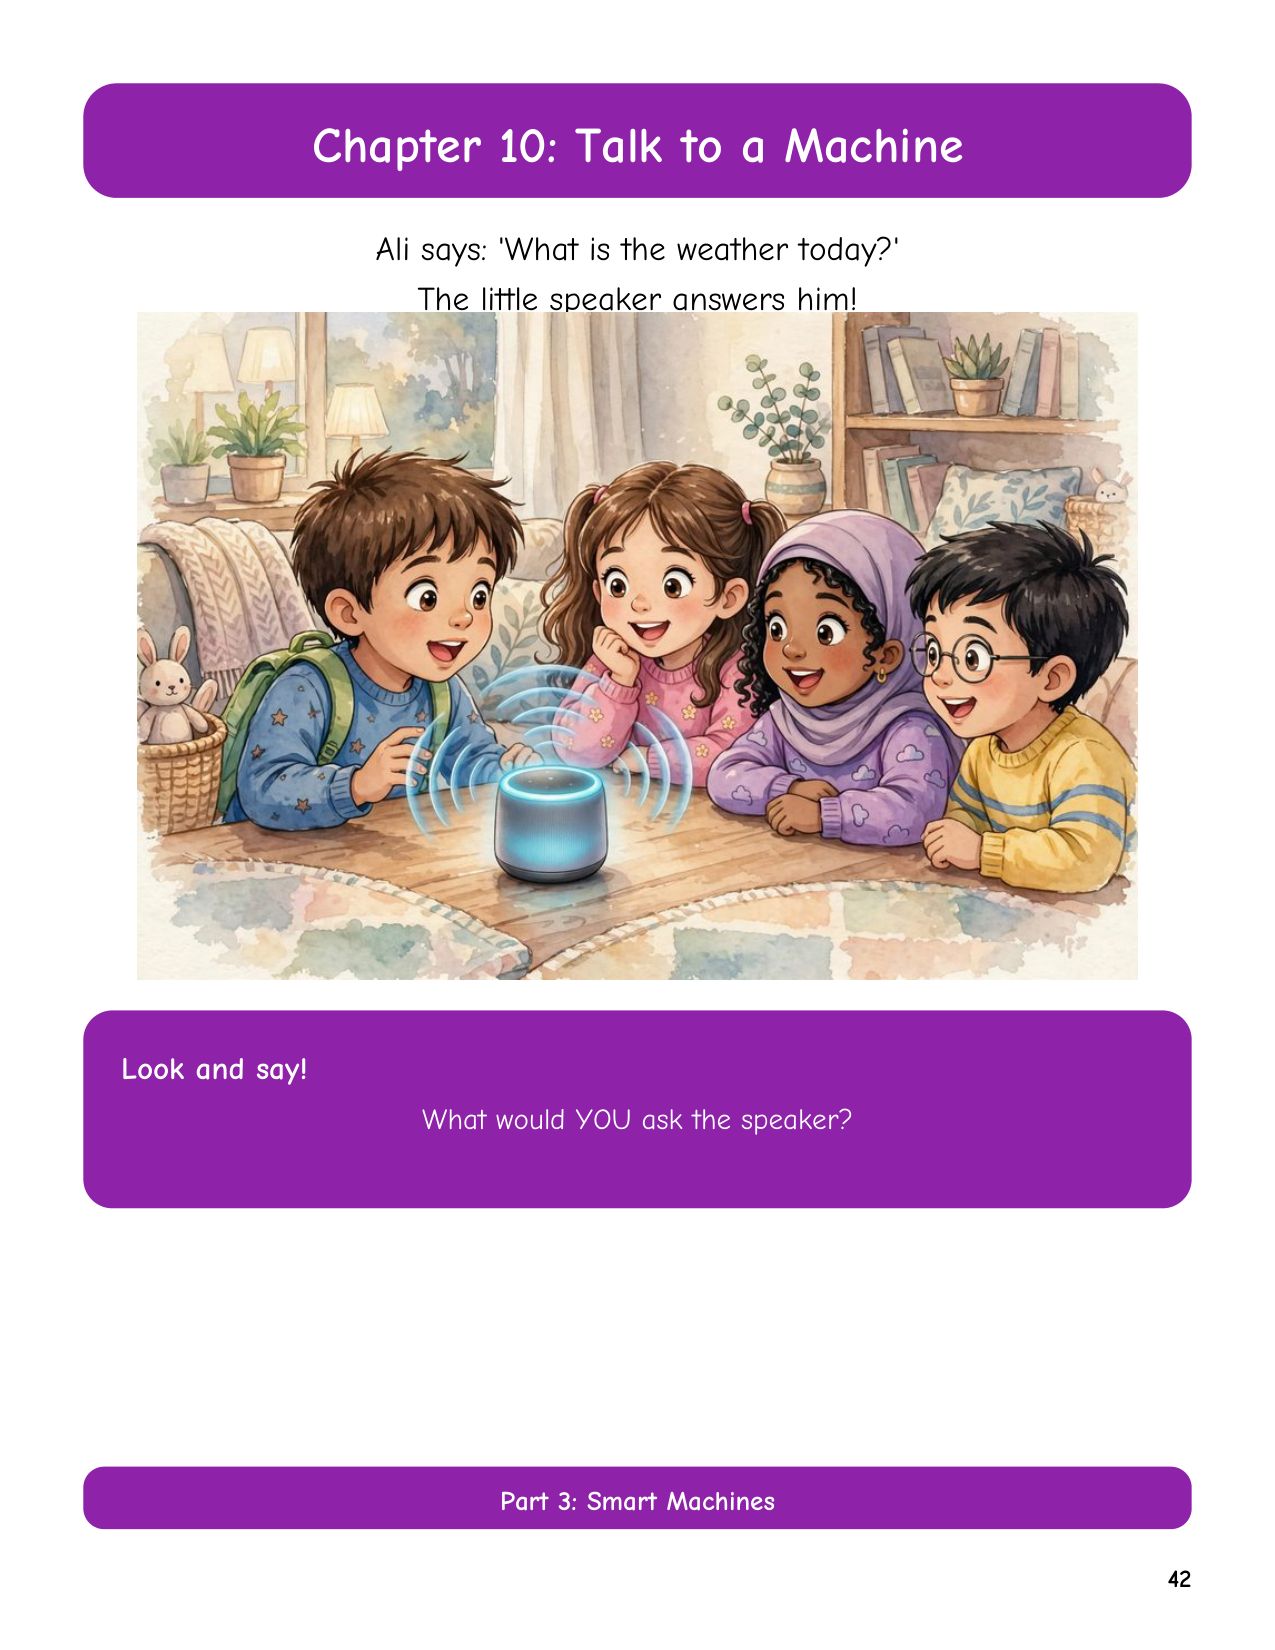 Chapter 10: Talk to a Machine
Ali says: 'What is the weather today?'
The little speaker answers him!
Look and say!
What would YOU ask the speaker?
Part 3: Smart Machines
42